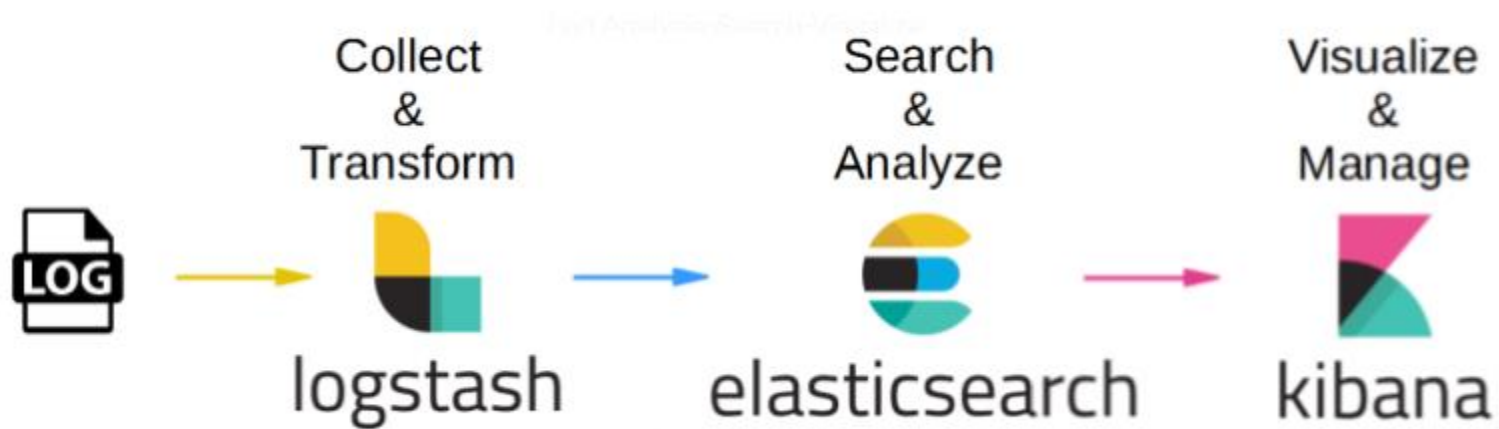 Collect
&
Transform
Search
&
Analyze
Visualize
&
Manage
LOG
logstash
elasticsearch
kibana